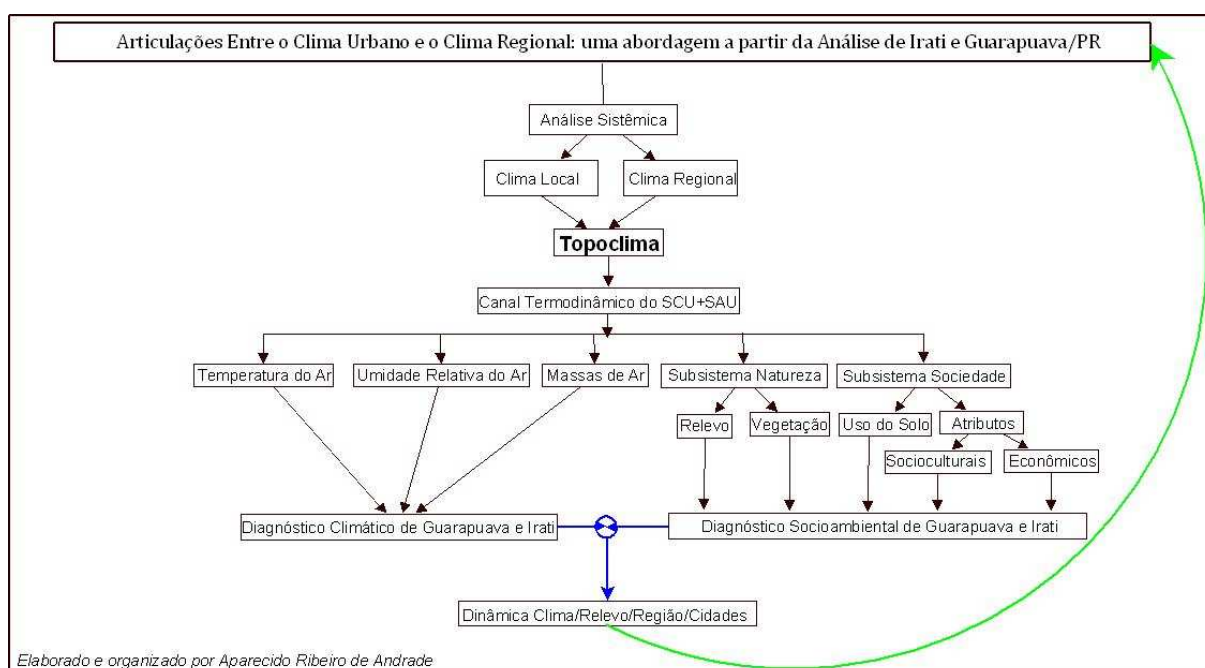 Articulações Entre o Clima Urbano e o Clima Regional: uma abordagem a partir da Análise de Irati e Guarapuava/PR
Análise Sistêmica
Clima Local
Clima Regional
Topoclima
Canal Termodinâmico do SCU+SAU
Temperatura do Ar
Umidade Relativa do Ar
Massas de Ar
Subsistema Natureza
Subsistema Sociedade
Relevo
Vegetação
Uso do Solo
Atributos
Socioculturais
Econômicos
Diagnóstico Climático de Guarapuava e Irati
Diagnóstico Socioambiental de Guarapuava e Irati
Dinâmica Clima/Relevo/Região/Cidades
Elaborado e organizado por Aparecido Ribeiro de Andrade